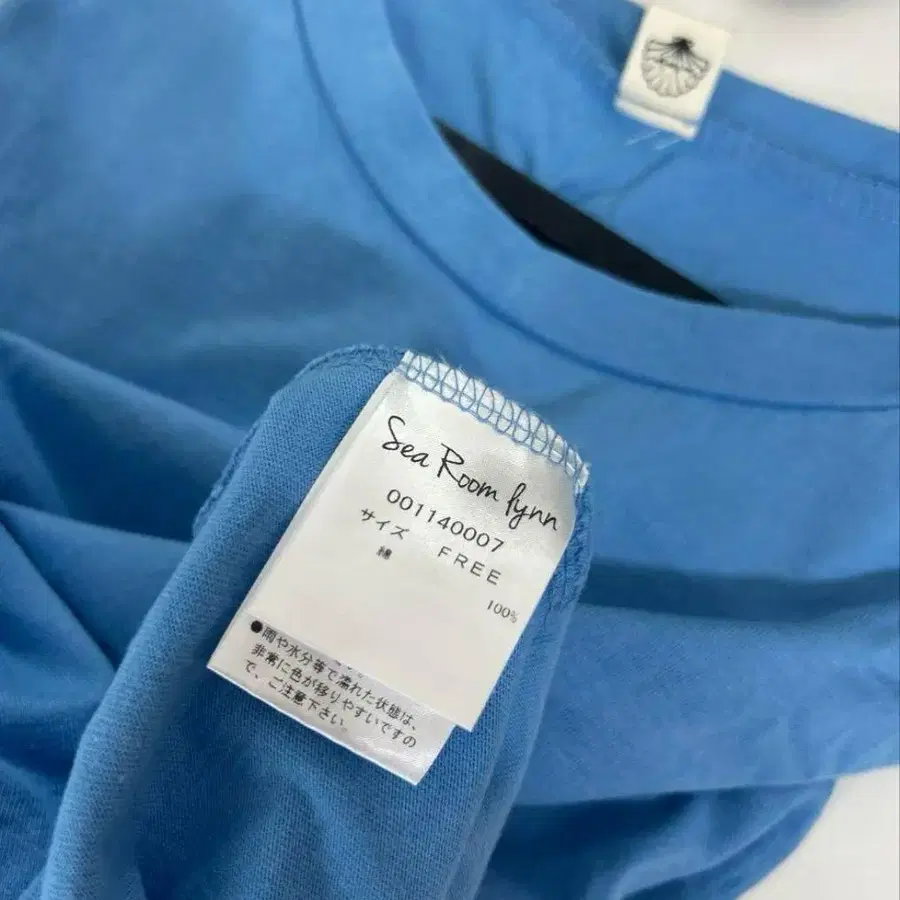 Sea Room lynn
001140007
サイズ FREE
綿 100%
●雨や水分等で濡れた状態は、
非常に色が移りやすいですの
で、ご注意下さい。